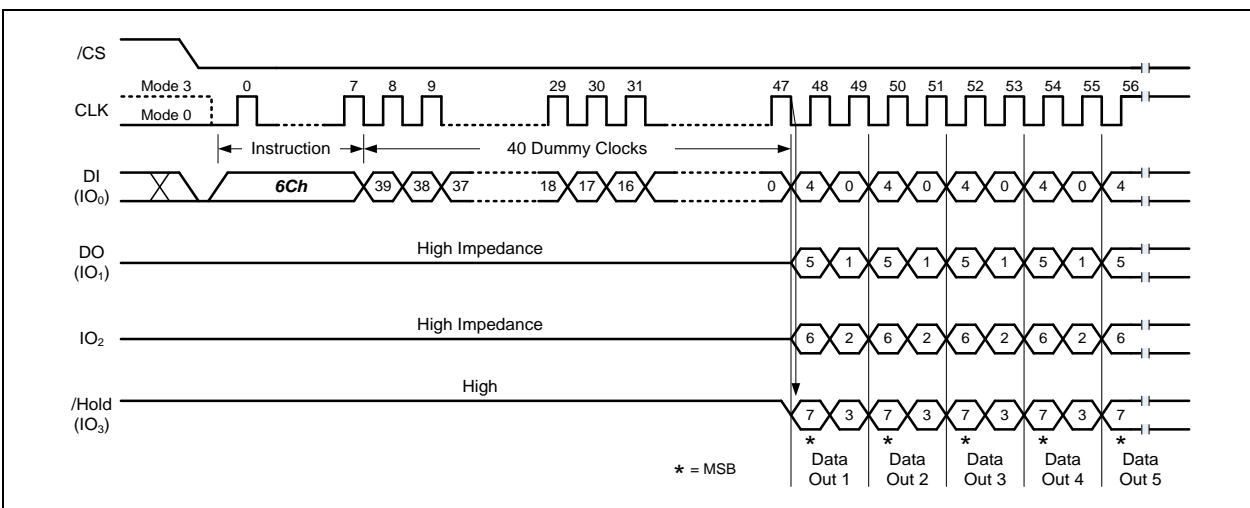 /CS
Mode 3 0 7 8 9 29 30 31 47 48 49 50 51 52 53 54 55 56
CLK
Mode 0
Instruction 40 Dummy Clocks
DI
(IO0)
6Ch 39 38 37 18 17 16 0 4 0 4 0 4 0 4 0 4
High Impedance
DO
(IO1)
5 1 5 1 5 1 5 1 5
High Impedance
IO2
6 2 6 2 6 2 6 2 6
High
/Hold
(IO3)
7 3 7 3 7 3 7 3 7
* * * * *
* = MSB
Data Data Data Data Data
Out 1 Out 2 Out 3 Out 4 Out 5